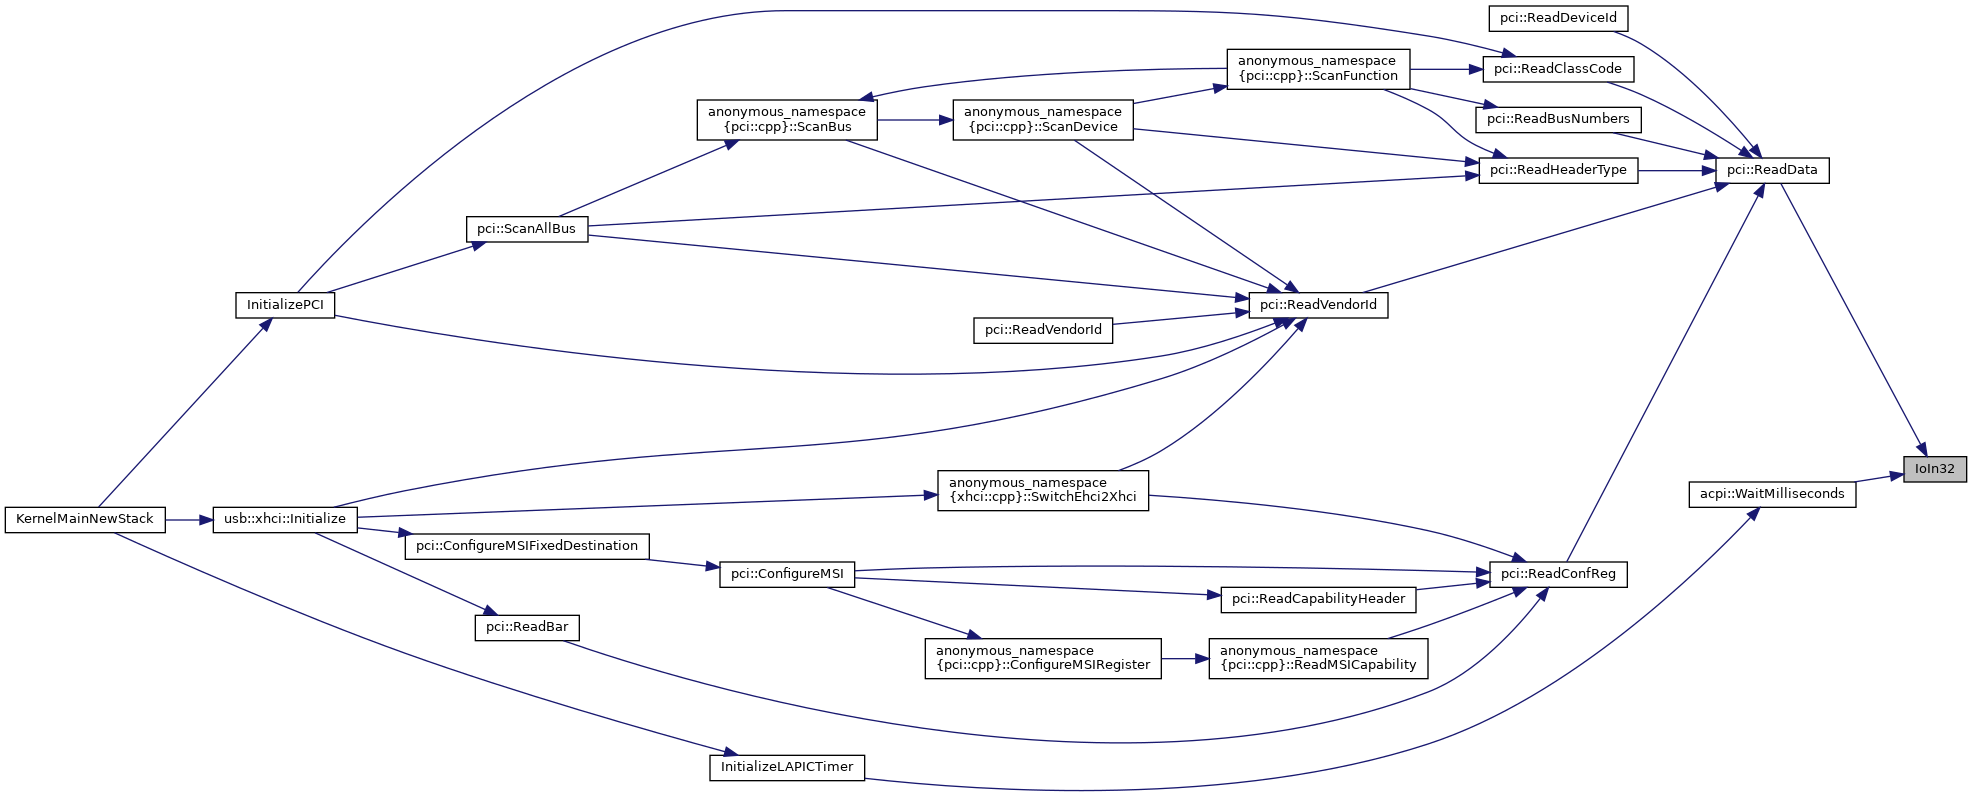 pci::ReadDeviceId
anonymous_namespace
{pci::cpp}::ScanFunction
pci::ReadClassCode
anonymous_namespace
{pci::cpp}::ScanBus
anonymous_namespace
{pci::cpp}::ScanDevice
pci::ReadBusNumbers
pci::ReadHeaderType
pci::ReadData
pci::ScanAllBus
InitializePCI
pci::ReadVendorId
pci::ReadVendorId
IoIn32
anonymous_namespace
{xhci::cpp}::SwitchEhci2Xhci
acpi::WaitMilliseconds
KernelMainNewStack
usb::xhci::Initialize
pci::ConfigureMSIFixedDestination
pci::ConfigureMSI
pci::ReadConfReg
pci::ReadCapabilityHeader
pci::ReadBar
anonymous_namespace
{pci::cpp}::ConfigureMSIRegister
anonymous_namespace
{pci::cpp}::ReadMSICapability
InitializeLAPICTimer